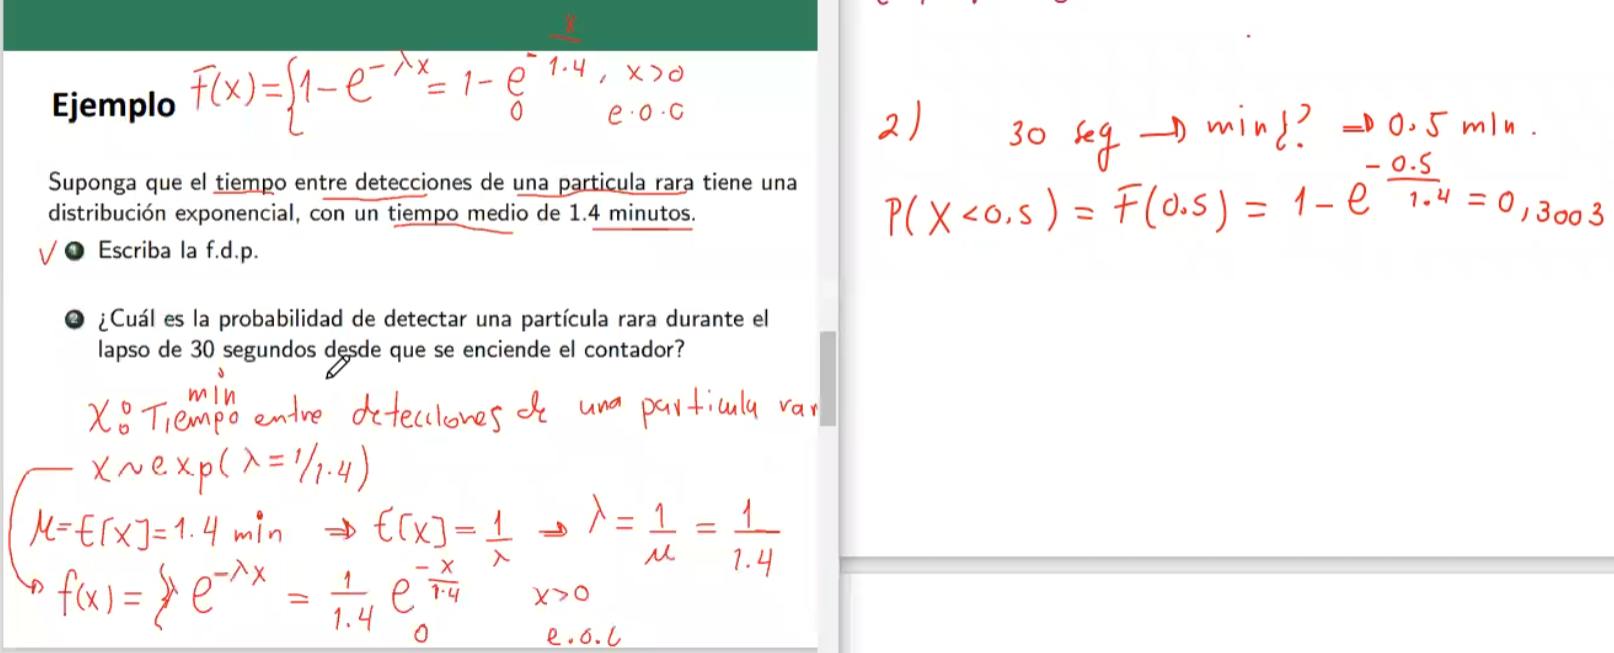 Ejemplo F(x) = { 1 - e^{-λx} = 1 - e^{-x/1.4} , x>0
0 e.o.c
Suponga que el tiempo entre detecciones de una particula rara tiene una
distribución exponencial, con un tiempo medio de 1.4 minutos.
✓ 1 Escriba la f.d.p.
2 ¿Cuál es la probabilidad de detectar una partícula rara durante el
lapso de 30 segundos desde que se enciende el contador?
min
X: Tiempo entre detecciones de una particula rar
X ~ exp( λ = 1/1.4 )
μ = E[X] = 1.4 min ⇒ E[X] = 1/λ → λ = 1/μ = 1/1.4
f(x) = { λ e^{-λx} = 1/1.4 e^{-x/1.4} x>0
0 e.o.c
2) 30 seg → min}? ⇒ 0.5 min.
P(X<0.5) = F(0.5) = 1 - e^{-0.5/1.4} = 0,3003